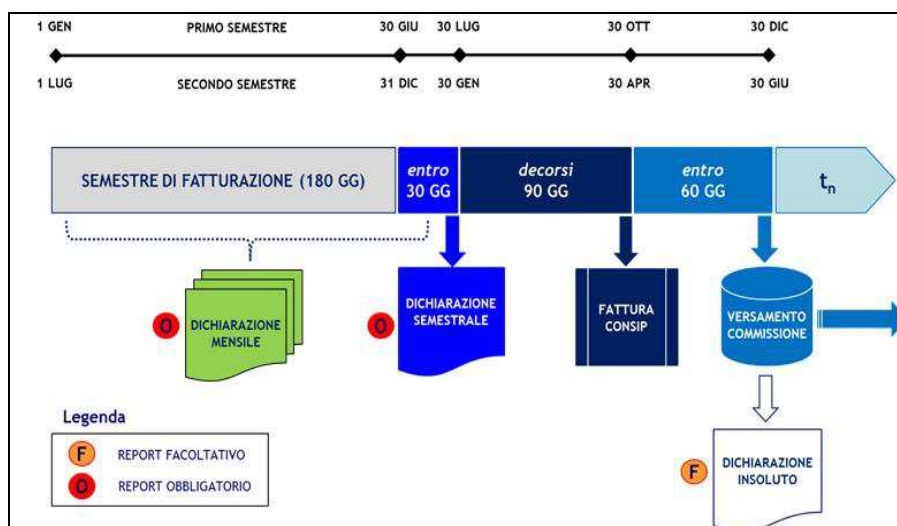 1 GEN PRIMO SEMESTRE 30 GIU 30 LUG 30 OTT 30 DIC
1 LUG SECONDO SEMESTRE 31 DIC 30 GEN 30 APR 30 GIU
SEMESTRE DI FATTURAZIONE (180 GG)
entro
30 GG
decorsi
90 GG
entro
60 GG
tn
O
DICHIARAZIONE
MENSILE
O
DICHIARAZIONE
SEMESTRALE
FATTURA
CONSIP
VERSAMENTO
COMMISSIONE
Legenda
F REPORT FACOLTATIVO
O REPORT OBBLIGATORIO
F
DICHIARAZIONE
INSOLUTO